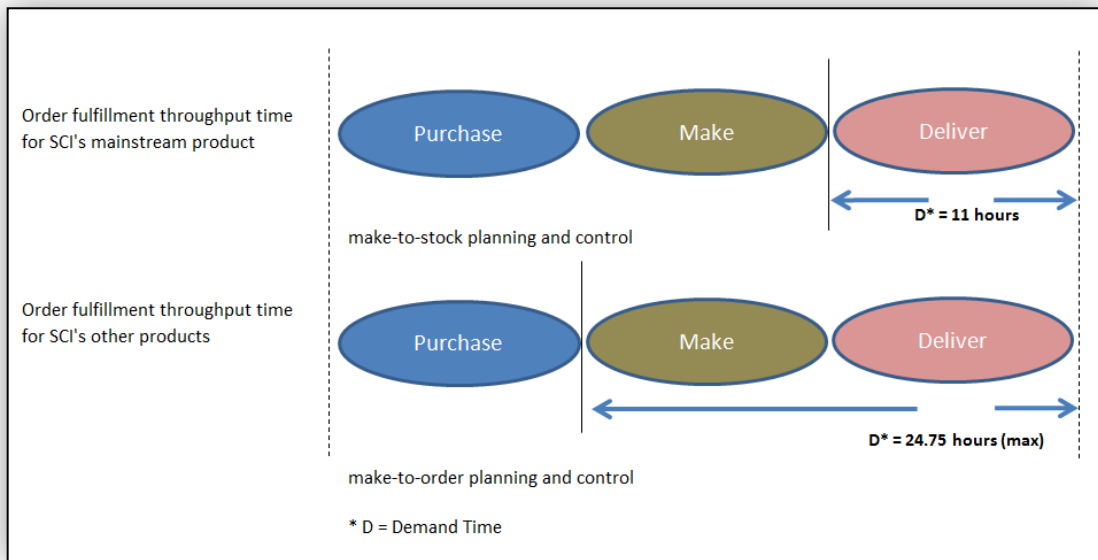 Order fulfillment throughput time
for SCI's mainstream product
Purchase
Make
Deliver
D* = 11 hours
make-to-stock planning and control
Order fulfillment throughput time
for SCI's other products
Purchase
Make
Deliver
D* = 24.75 hours (max)
make-to-order planning and control
* D = Demand Time